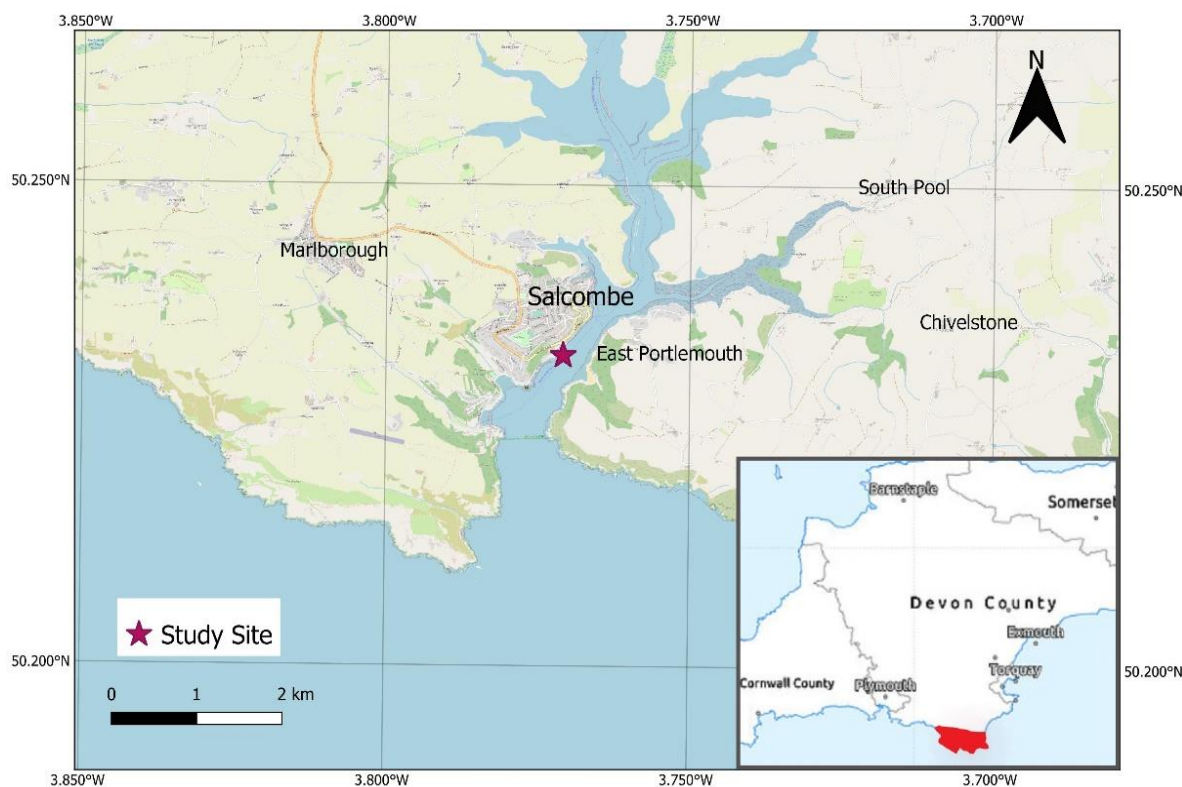 3.850°W
3.800°W
3.750°W
3.700°W
N
50.250°N
50.250°N
South Pool
Marlborough
Salcombe
Chivelstone
East Portlemouth
Barnstaple
Somerset
Devon County
Exmouth
Torquay
Cornwall County
Plymouth
Study Site
50.200°N
50.200°N
0 1 2 km
3.850°W
3.800°W
3.750°W
3.700°W